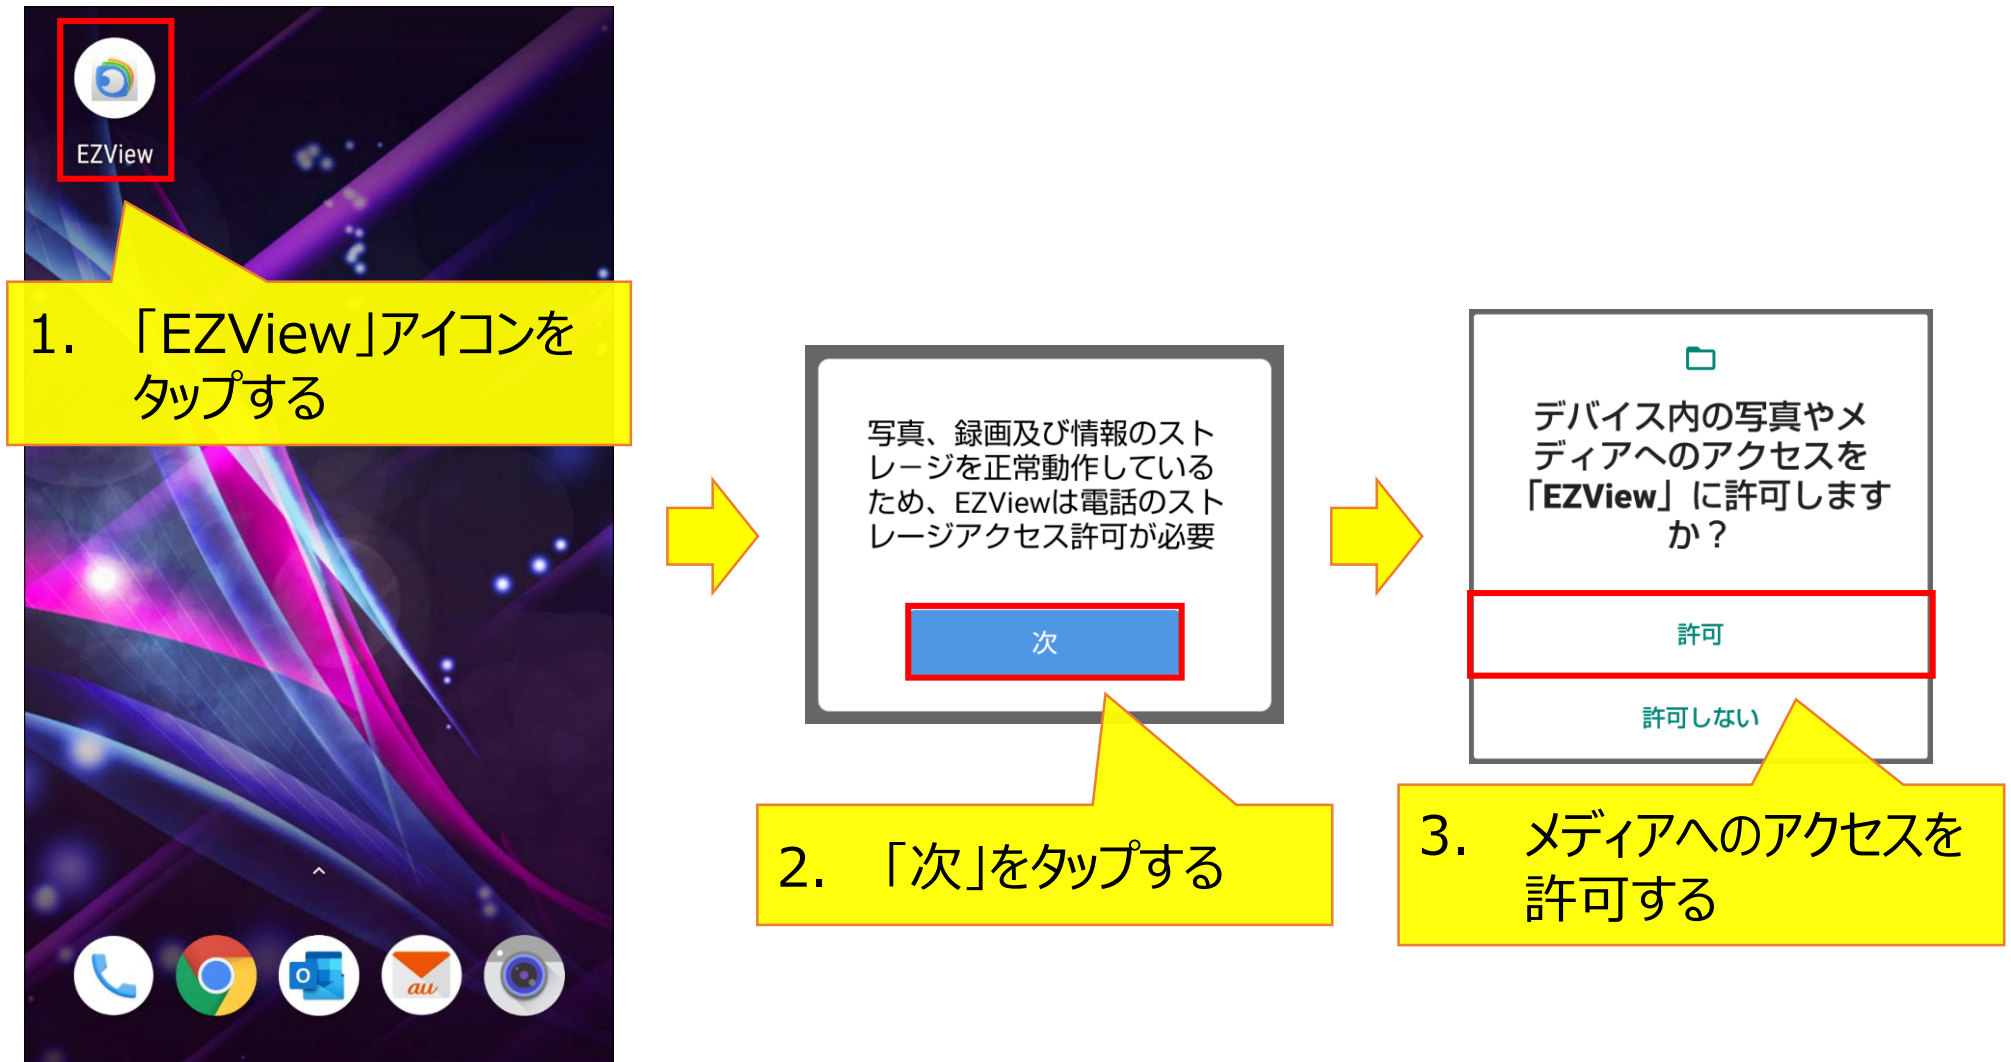 EZView
1. 「EZView」アイコンを
タップする
au
写真、録画及び情報のスト
レージを正常動作している
ため、EZViewは電話のスト
レージアクセス許可が必要
次
2. 「次」をタップする
デバイス内の写真やメ
ディアへのアクセスを
「EZView」に許可します
か？
許可
許可しない
3. メディアへのアクセスを
許可する